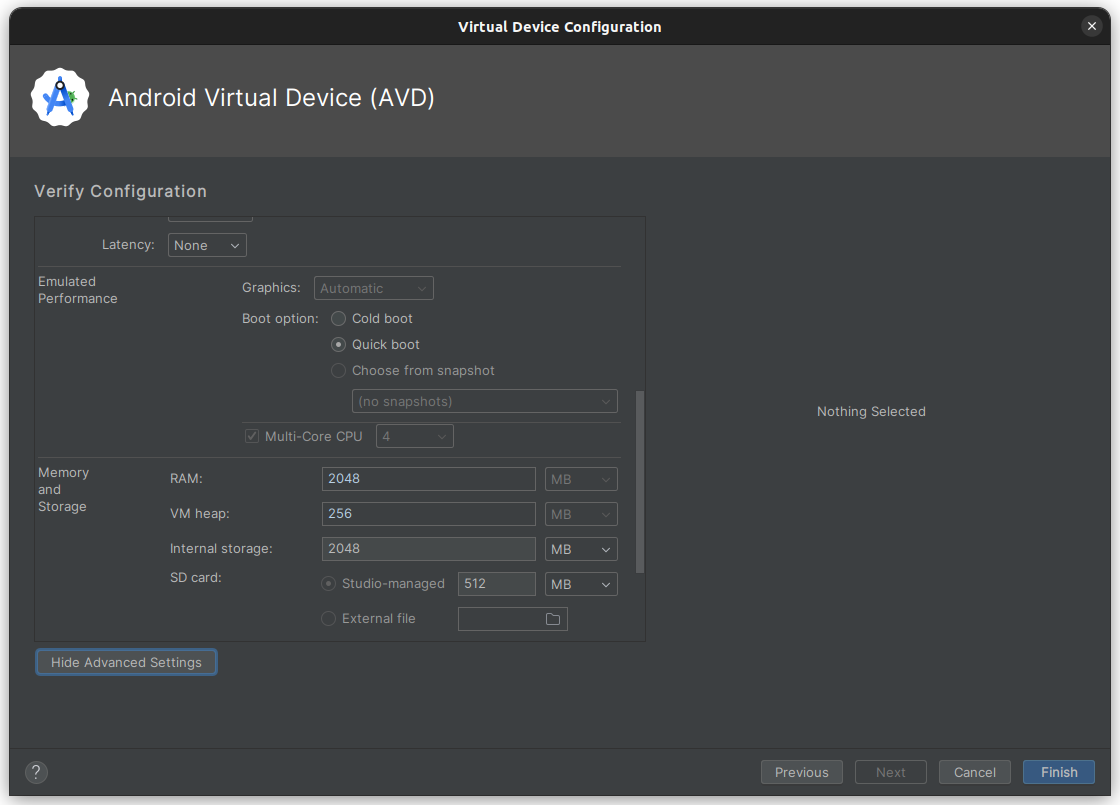 Virtual Device Configuration
Android Virtual Device (AVD)
Verify Configuration
Latency: None
Emulated
Performance
Graphics: Automatic
Boot option: Cold boot
Quick boot
Choose from snapshot
(no snapshots)
Multi-Core CPU 4
Memory
and
Storage
RAM: 2048 MB
VM heap: 256 MB
Internal storage: 2048 MB
SD card:
Studio-managed 512 MB
External file
Nothing Selected
Hide Advanced Settings
? Previous Next Cancel Finish